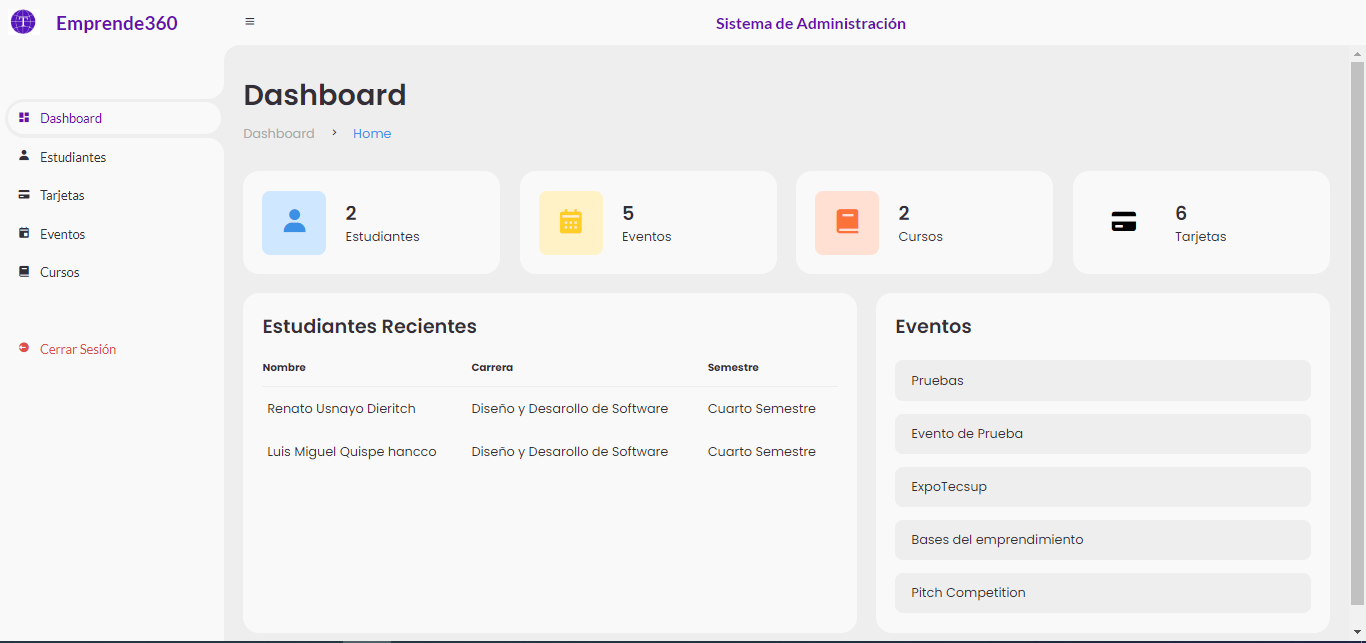 Emprende360
Sistema de Administración
Dashboard
Estudiantes
Tarjetas
Eventos
Cursos
Cerrar Sesión
Dashboard
Dashboard > Home
2
Estudiantes
5
Eventos
2
Cursos
6
Tarjetas
Estudiantes Recientes
Nombre Carrera Semestre
Renato Usnayo Dieritch Diseño y Desarollo de Software Cuarto Semestre
Luis Miguel Quispe hancco Diseño y Desarollo de Software Cuarto Semestre
Eventos
Pruebas
Evento de Prueba
ExpoTecsup
Bases del emprendimiento
Pitch Competition